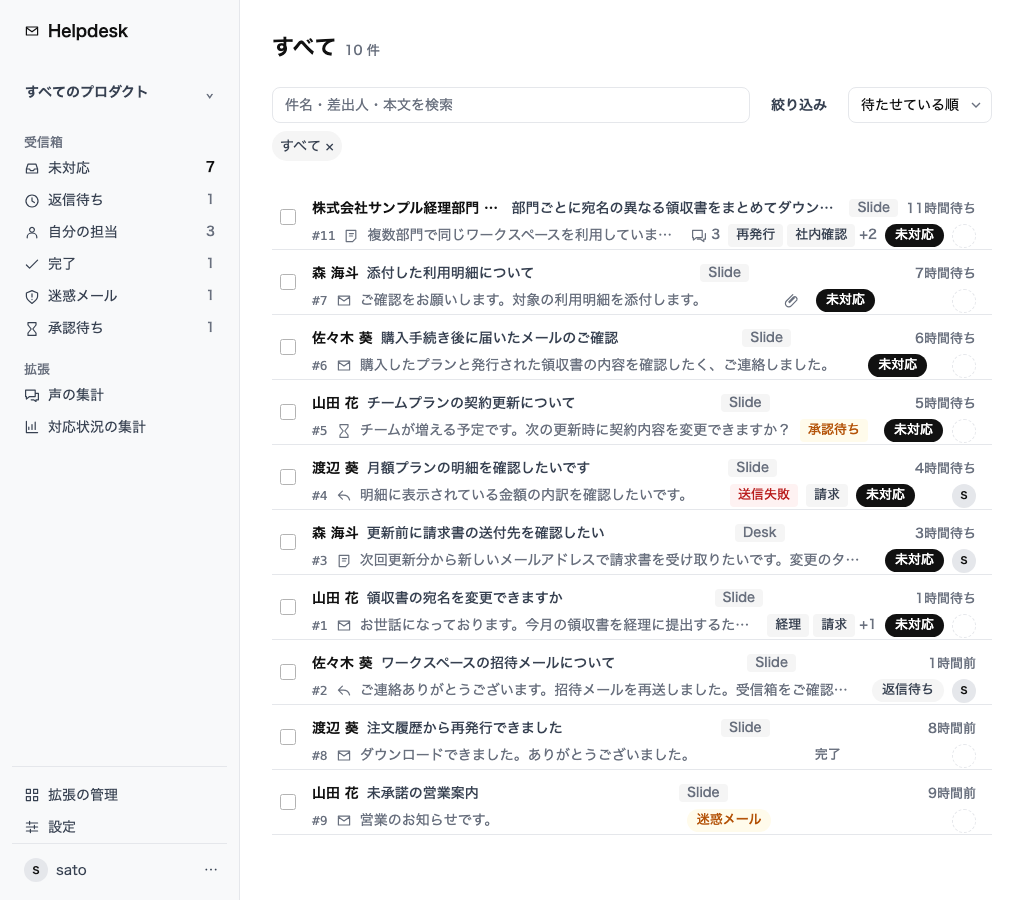 Helpdesk
すべてのプロダクト
受信箱
未対応 7
返信待ち 1
自分の担当 3
完了 1
迷惑メール 1
承認待ち 1
拡張
声の集計
対応状況の集計
拡張の管理
設定
S sato ⋯
すべて 10 件
件名・差出人・本文を検索 絞り込み 待たせている順
すべて ×
株式会社サンプル経理部門 … 部門ごとに宛名の異なる領収書をまとめてダウン… Slide 11時間待ち
#11 複数部門で同じワークスペースを利用していま… 3 再発行 社内確認 +2 未対応
森 海斗 添付した利用明細について Slide 7時間待ち
#7 ご確認をお願いします。対象の利用明細を添付します。 未対応
佐々木 葵 購入手続き後に届いたメールのご確認 Slide 6時間待ち
#6 購入したプランと発行された領収書の内容を確認したく、ご連絡しました。 未対応
山田 花 チームプランの契約更新について Slide 5時間待ち
#5 チームが増える予定です。次の更新時に契約内容を変更できますか？ 承認待ち 未対応
渡辺 葵 月額プランの明細を確認したいです Slide 4時間待ち
#4 明細に表示されている金額の内訳を確認したいです。 送信失敗 請求 未対応 S
森 海斗 更新前に請求書の送付先を確認したい Desk 3時間待ち
#3 次回更新分から新しいメールアドレスで請求書を受け取りたいです。変更のタ… 未対応 S
山田 花 領収書の宛名を変更できますか Slide 1時間待ち
#1 お世話になっております。今月の領収書を経理に提出するた… 経理 請求 +1 未対応
佐々木 葵 ワークスペースの招待メールについて Slide 1時間前
#2 ご連絡ありがとうございます。招待メールを再送しました。受信箱をご確認… 返信待ち S
渡辺 葵 注文履歴から再発行できました Slide 8時間前
#8 ダウンロードできました。ありがとうございました。 完了
山田 花 未承諾の営業案内 Slide 9時間前
#9 営業のお知らせです。 迷惑メール